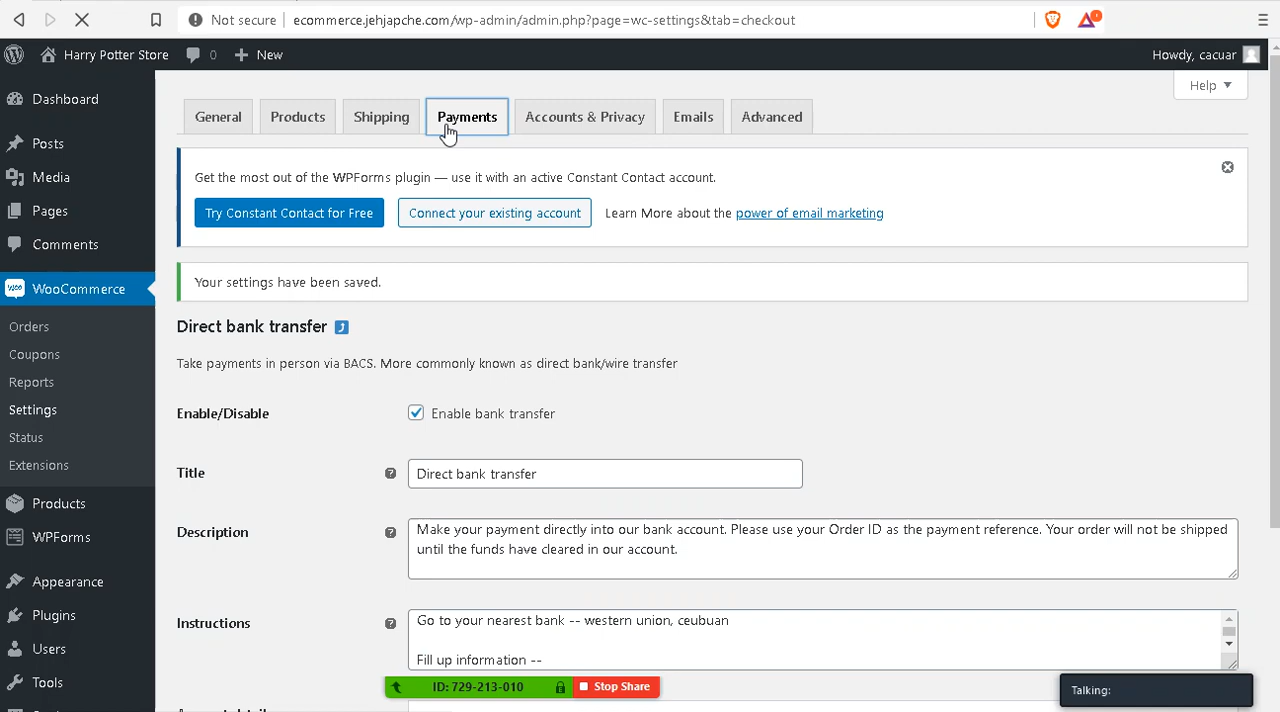 Not secure ecommerce.jehjapche.com/wp-admin/admin.php?page=wc-settings&tab=checkout
Harry Potter Store 0 New Howdy, cacuar
Help
Dashboard
Posts
Media
Pages
Comments
WooCommerce
Orders
Coupons
Reports
Settings
Status
Extensions
Products
WPForms
Appearance
Plugins
Users
Tools
General Products Shipping Payments Accounts & Privacy Emails Advanced
Get the most out of the WPForms plugin — use it with an active Constant Contact account.
Try Constant Contact for Free Connect your existing account Learn More about the power of email marketing
Your settings have been saved.
Direct bank transfer
Take payments in person via BACS. More commonly known as direct bank/wire transfer
Enable/Disable Enable bank transfer
Title Direct bank transfer
Description Make your payment directly into our bank account. Please use your Order ID as the payment reference. Your order will not be shipped
until the funds have cleared in our account.
Instructions Go to your nearest bank -- western union, ceubuan
Fill up information --
ID: 729-213-010 Stop Share
Talking: